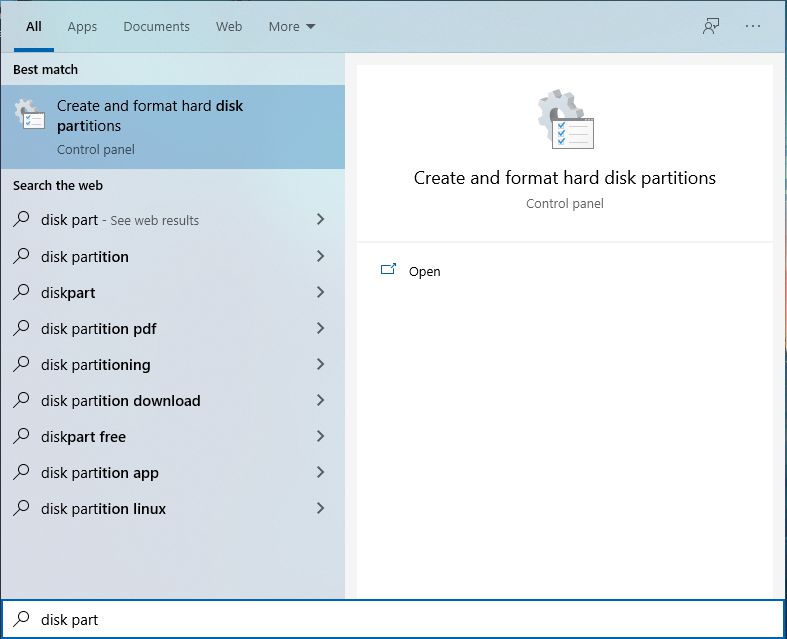 All Apps Documents Web More
Best match
Create and format hard disk
partitions
Control panel
Search the web
disk part - See web results
disk partition
diskpart
disk partition pdf
disk partitioning
disk partition download
diskpart free
disk partition app
disk partition linux
Create and format hard disk partitions
Control panel
Open
disk part